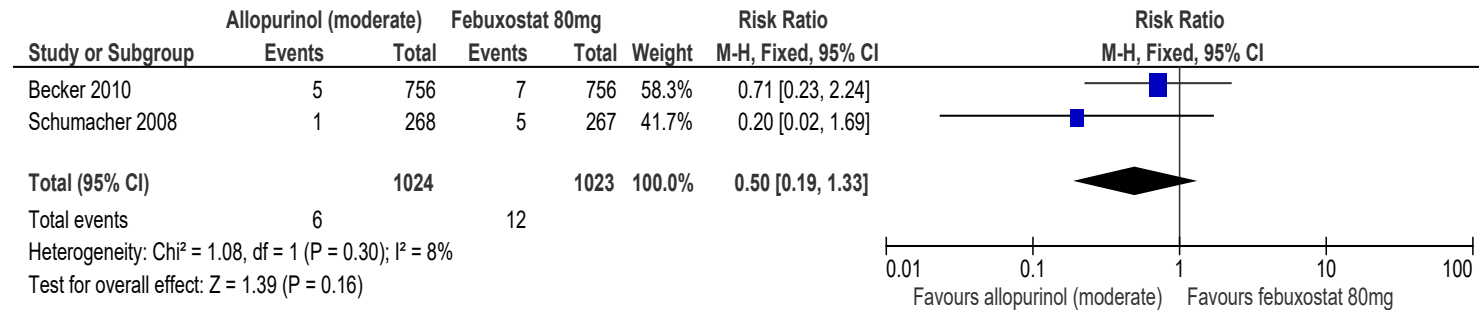 Allopurinol (moderate) Febuxostat 80mg Risk Ratio Risk Ratio
Study or Subgroup Events Total Events Total Weight M-H, Fixed, 95% CI M-H, Fixed, 95% CI
Becker 2010 5 756 7 756 58.3% 0.71 [0.23, 2.24]
Schumacher 2008 1 268 5 267 41.7% 0.20 [0.02, 1.69]
Total (95% CI) 1024 1023 100.0% 0.50 [0.19, 1.33]
Total events 6 12
Heterogeneity: Chi² = 1.08, df = 1 (P = 0.30); I² = 8%
Test for overall effect: Z = 1.39 (P = 0.16)
0.01 0.1 1 10 100
Favours allopurinol (moderate) Favours febuxostat 80mg